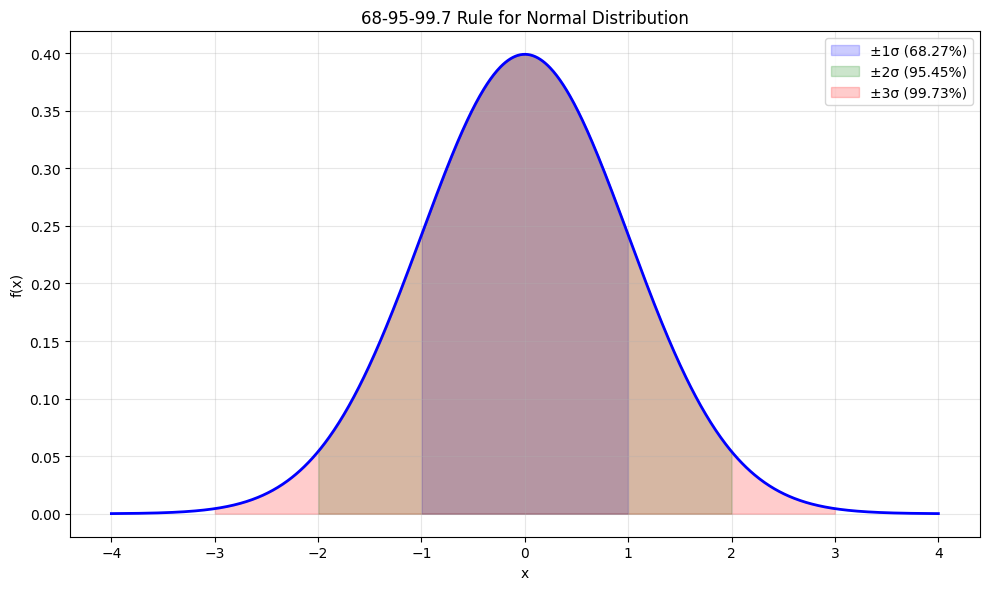 68-95-99.7 Rule for Normal Distribution
±1σ (68.27%)
±2σ (95.45%)
±3σ (99.73%)
0.40
0.35
0.30
0.25
0.20
0.15
0.10
0.05
0.00
f(x)
−4 −3 −2 −1 0 1 2 3 4
x